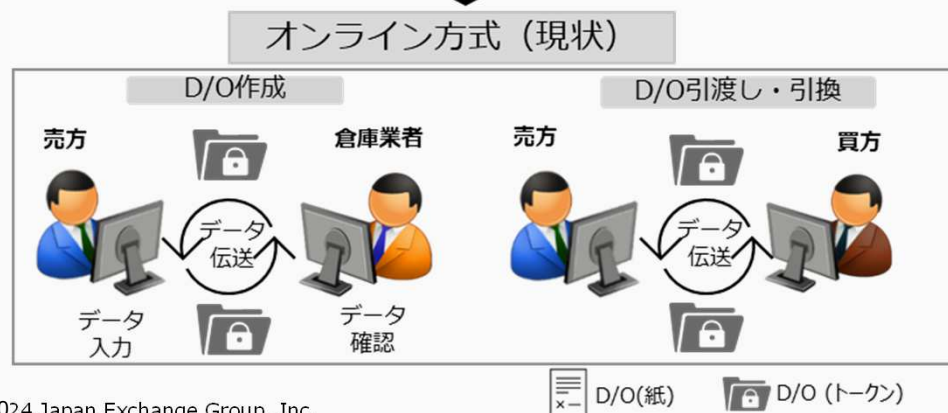 オンライン方式（現状）
D/O作成
D/O引渡し・引換
売方
倉庫業者
売方
買方
データ
伝送
データ
伝送
データ
入力
データ
確認
D/O(紙)
D/O (トークン)
024 Japan Exchange Group, Inc